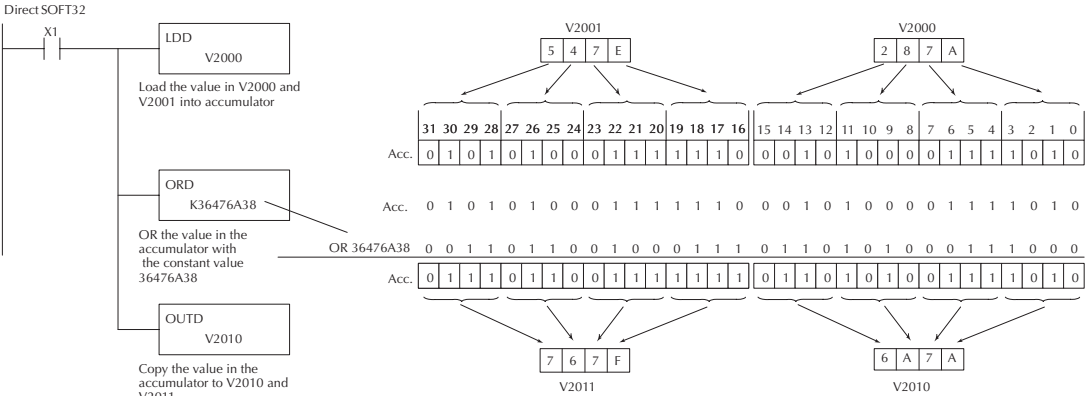 Direct SOFT32
X1
LDD
V2000
Load the value in V2000 and
V2001 into accumulator
ORD
K36476A38
OR the value in the
accumulator with
the constant value
36476A38
OUTD
V2010
Copy the value in the
accumulator to V2010 and
V2011
V2001 V2000
5 4 7 E 2 8 7 A
31 30 29 28 27 26 25 24 23 22 21 20 19 18 17 16 15 14 13 12 11 10 9 8 7 6 5 4 3 2 1 0
Acc. 0 1 0 1 0 1 0 0 0 1 1 1 1 1 1 0 0 0 1 0 1 0 0 0 0 1 1 1 1 0 1 0
Acc. 0 1 0 1 0 1 0 0 0 1 1 1 1 1 1 0 0 0 1 0 1 0 0 0 0 1 1 1 1 0 1 0
OR 36476A38 0 0 1 1 0 1 1 0 0 1 0 0 0 1 1 1 0 1 1 0 1 0 1 0 0 0 1 1 1 0 0 0
Acc. 0 1 1 1 0 1 1 0 0 1 1 1 1 1 1 1 0 1 1 0 1 0 1 0 0 1 1 1 1 0 1 0
7 6 7 F 6 A 7 A
V2011 V2010